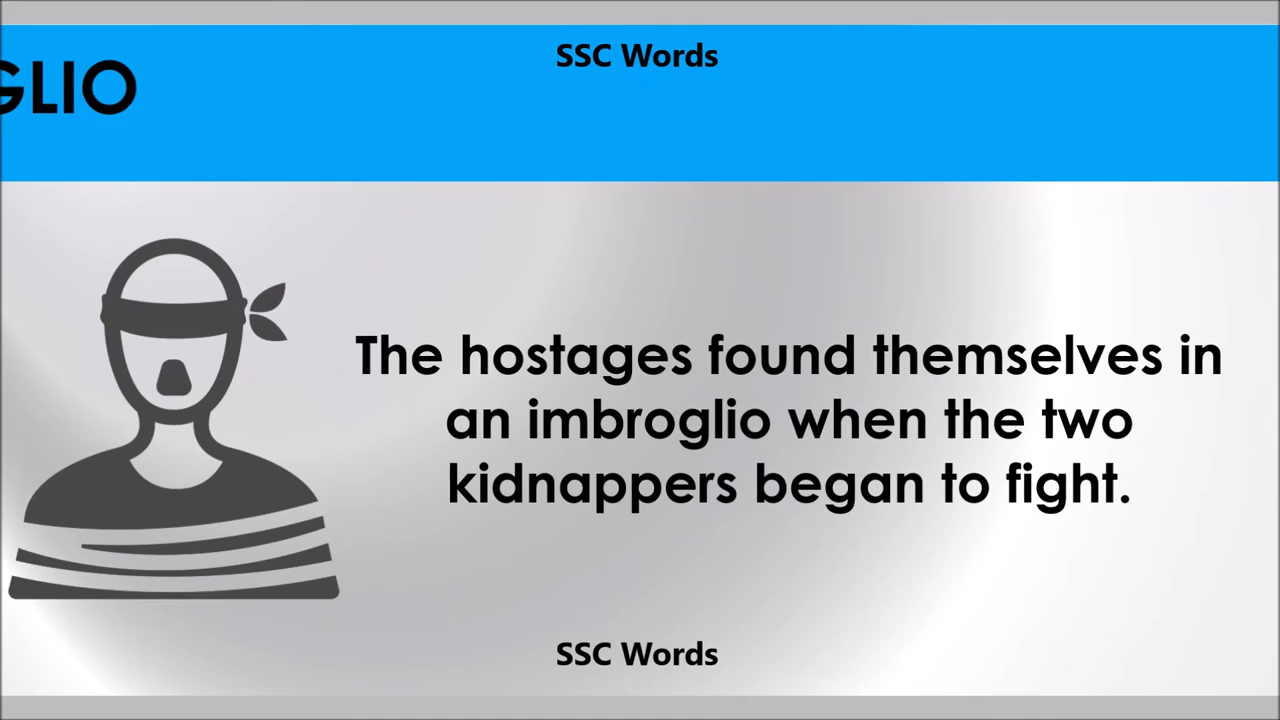 SSC Words
GLIO
The hostages found themselves in
an imbroglio when the two
kidnappers began to fight.
SSC Words